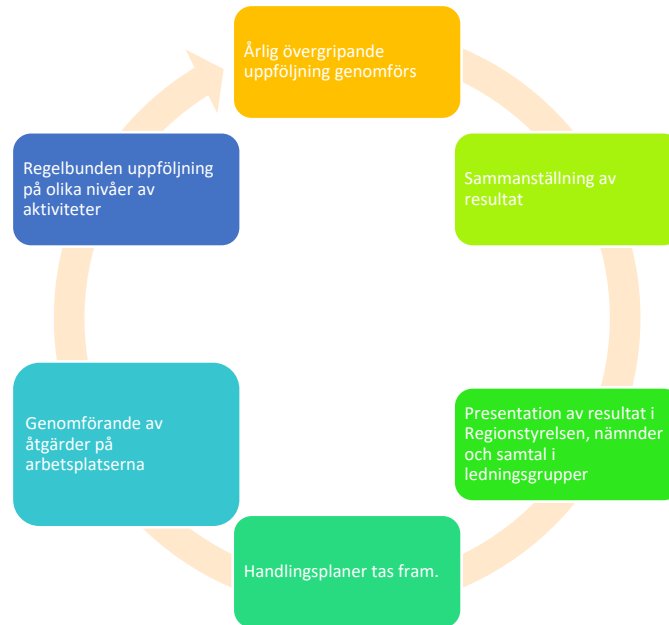 Årlig övergripande
uppföljning genomförs
Sammanställning av
resultat
Presentation av resultat i
Regionstyrelsen, nämnder
och samtal i
ledningsgrupper
Handlingsplaner tas fram.
Genomförande av
åtgärder på
arbetsplatserna
Regelbunden uppföljning
på olika nivåer av
aktiviteter